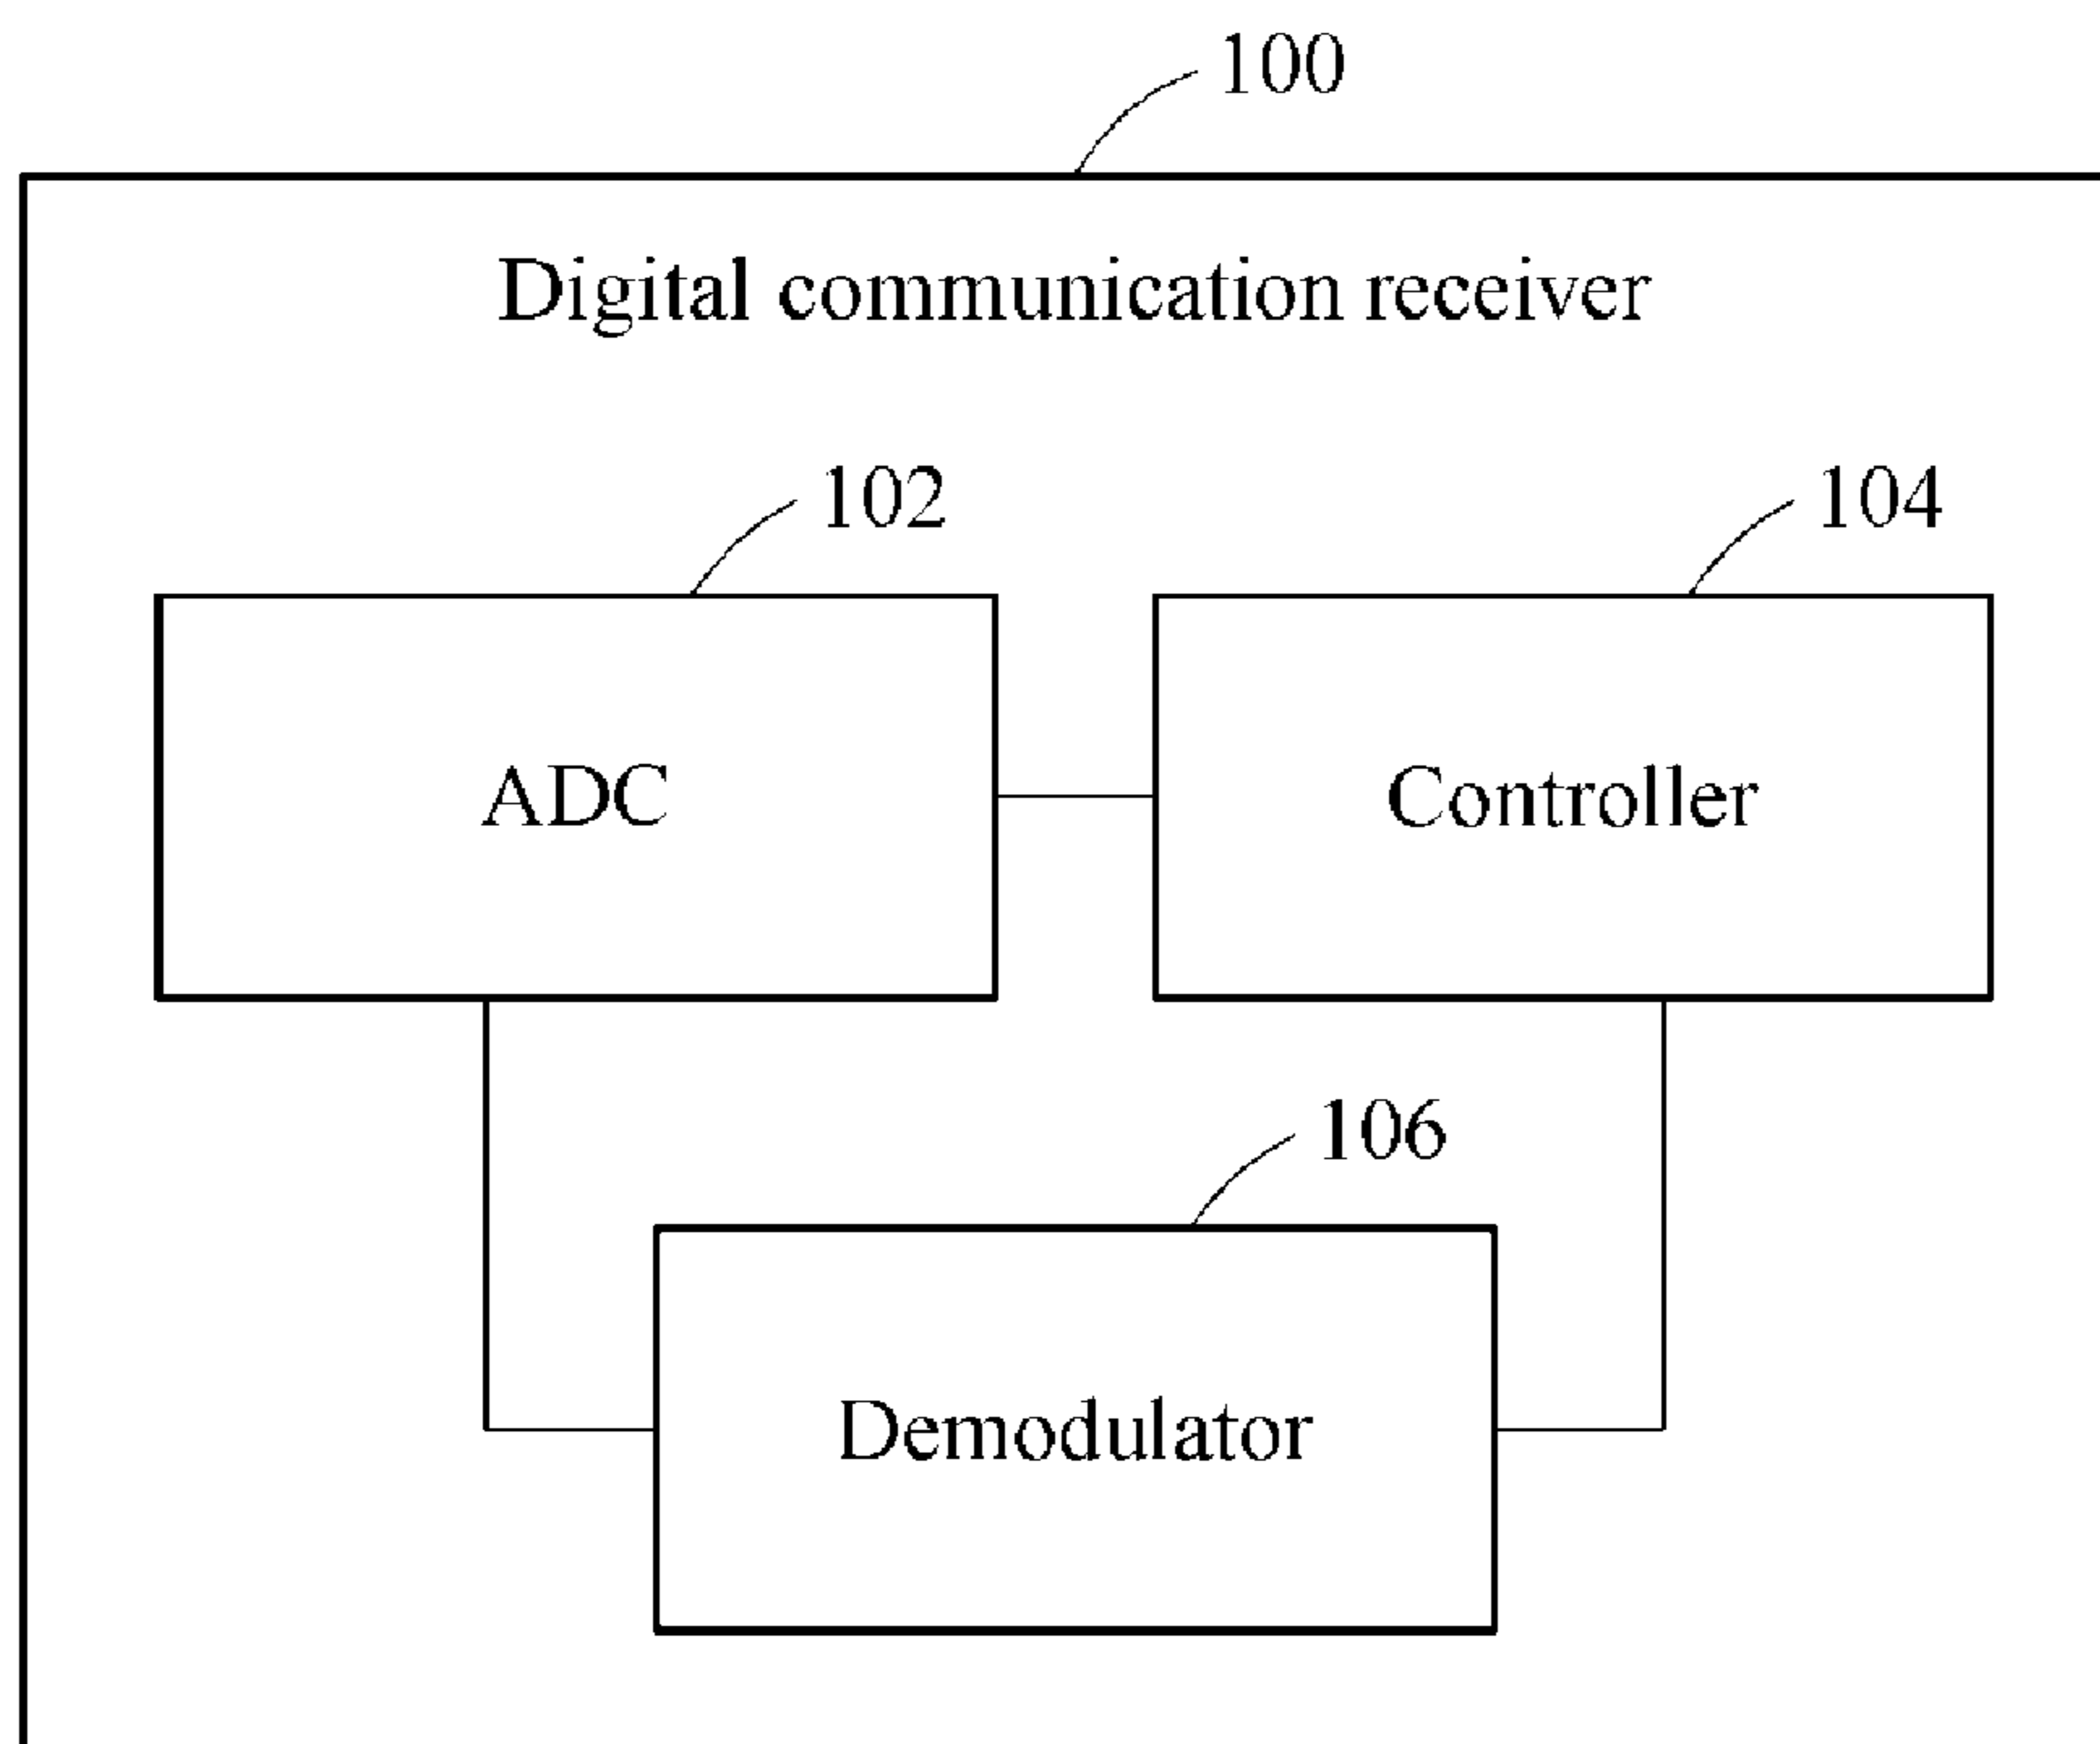 100
Digital communication receiver
102
104
ADC
Controller
106
Demodulator